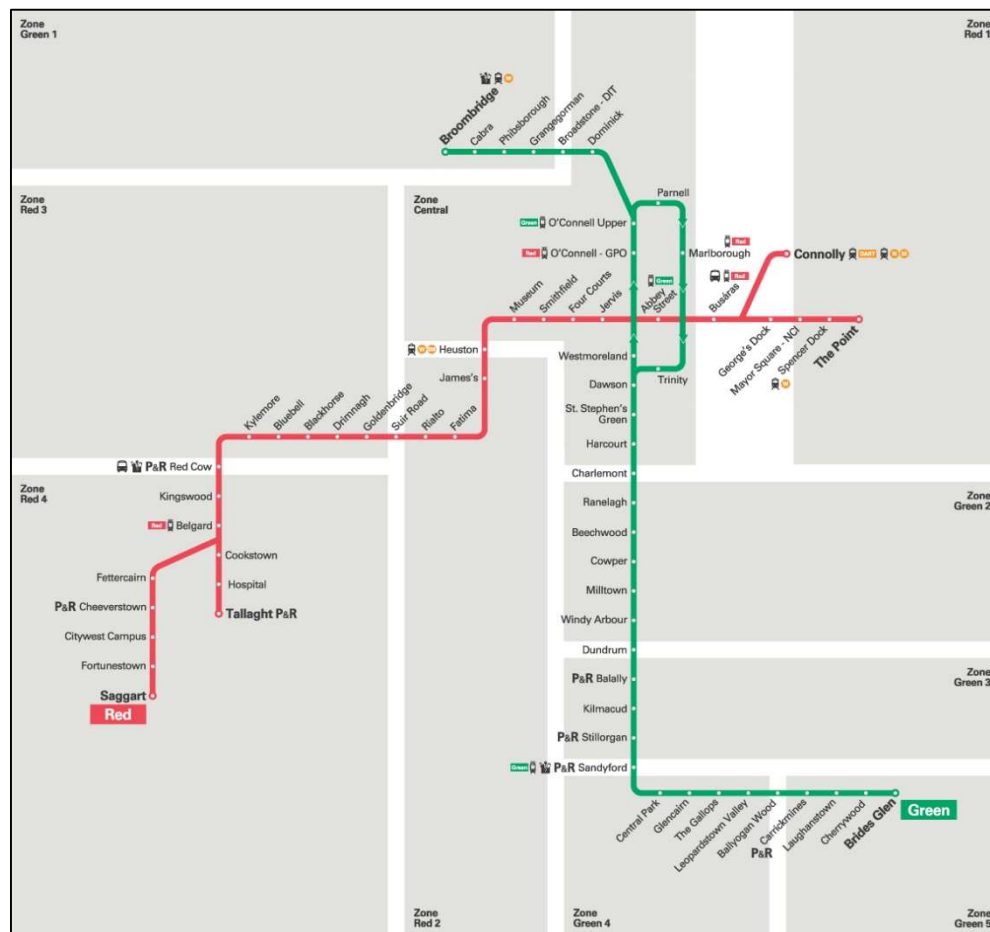 Zone
Green 1
Zone
Red 1
Broombridge
Cabra
Phibsborough
Grangegorman
Broadstone - DIT
Dominick
Zone
Red 3
Zone
Central
Parnell
Green O'Connell Upper
Red O'Connell - GPO
Red
Marlborough
Connolly DART
Green
Abbey
Street
Red
Busáras
Museum
Smithfield
Four Courts
Jervis
George's Dock
Mayor Square - NCI
Spencer Dock
The Point
Heuston
James's
Westmoreland
Trinity
Dawson
St. Stephen's
Green
Harcourt
Charlemont
Kylemore
Bluebell
Blackhorse
Drimnagh
Goldenbridge
Suir Road
Rialto
Fatima
P&R Red Cow
Zone
Red 4
Kingswood
Red Belgard
Cookstown
Hospital
Tallaght P&R
Fettercairn
P&R Cheeverstown
Citywest Campus
Fortunestown
Saggart
Red
Zone
Green 2
Ranelagh
Beechwood
Cowper
Milltown
Windy Arbour
Dundrum
Zone
Green 3
P&R Balally
Kilmacud
P&R Stillorgan
Green P&R Sandyford
Central Park
Glencairn
The Gallops
Leopardstown Valley
Ballyogan Wood
Carrickmines
P&R
Laughanstown
Cherrywood
Brides Glen
Green
Zone
Red 2
Zone
Green 4
Zone
Green 5